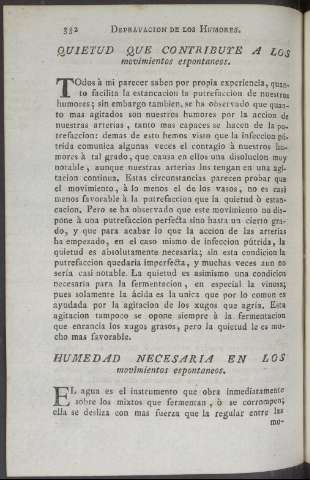 332 DEPRAVACION DE LOS HUMORES.
QUIETUD QUE CONTRIBUYE A LOS
movimientos espontaneos.
TOdos à mi parecer saben por propia experiencia, quan-
to facilita la estancacion la putrefaccion de nuestros
humores; sin embargo tambien, se ha observado que quan-
to mas agitados son nuestros humores por la accion de
nuestras arterias, tanto mas capaces se hacen de la pu-
trefaccion: demas de esto hemos visto que la infeccion pú-
trida comunica algunas veces el contagio à nuestros hu-
mores à tal grado, que causa en ellos una disolucion muy
notable, aunque nuestras arterias los tengan en una agi-
tacion continua. Estas circunstancias parecen probar que
el movimiento, à lo menos el de los vasos, no es casi
menos favorable à la putrefaccion que la quietud ò estan-
cacion. Pero se ha observado que este movimiento no dis-
pone à una putrefaccion perfecta sino hasta un cierto gra-
do, y que para acabar lo que la accion de las arterias
ha empezado, en el caso mismo de infeccion pútrida, la
quietud es absolutamente necesaria; sin esta condicion la
putrefaccion quedaria imperfecta, y muchas veces aun no
seria casi notable. La quietud es asimismo una condicion
necesaria para la fermentacion, en especial la vinosa;
pues solamente la ácida es la unica que por lo comun es
ayudada por la agitacion de los xugos que agria. Esta
agitacion tampoco se opone siempre à la fermentacion
que enrancia los xugos grasos, pero la quietud le es mu-
cho mas favorable.
HUMEDAD NECESARIA EN LOS
movimientos espontaneos.
EL agua es el instrumento que obra inmediatamente
sobre los mixtos que fermentan, ò se corrompen;
ella se desliza con mas fuerza que la regular entre las
mo-